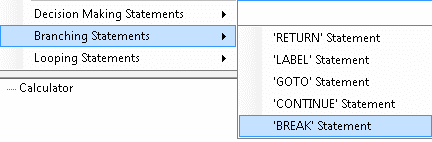 Decision Making Statements
Branching Statements
Looping Statements
Calculator
'RETURN' Statement
'LABEL' Statement
'GOTO' Statement
'CONTINUE' Statement
'BREAK' Statement